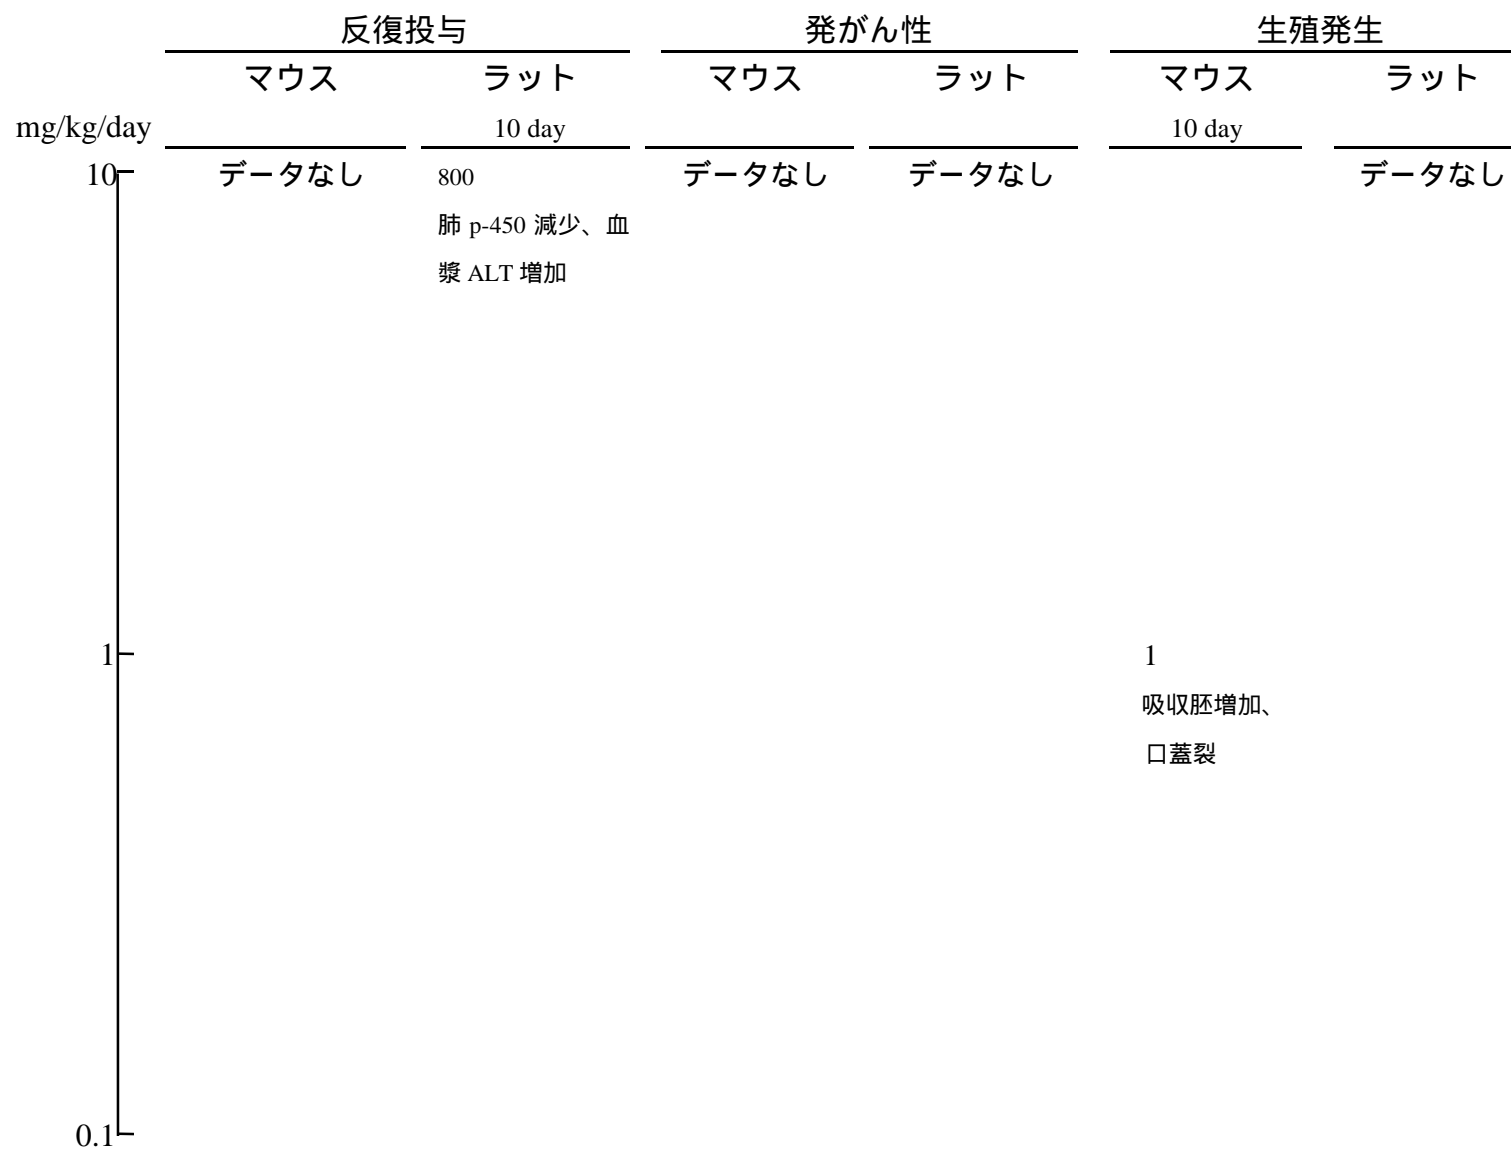 反復投与 発がん性 生殖発生
マウス ラット マウス ラット マウス ラット
mg/kg/day 10 day 10 day
10 データなし 800 データなし データなし データなし
肺 p-450 減少、血
漿 ALT 増加
1 1
吸収胚増加、
口蓋裂
0.1